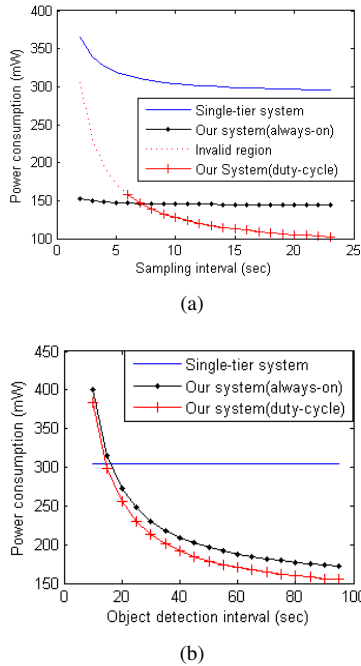 400
350
300
250
200
150
100
Power consumption (mW)
Single-tier system
Our system(always-on)
Invalid region
Our System(duty-cycle)
0 5 10 15 20 25
Sampling interval (sec)
(a)
450
400
350
300
250
200
150
Power consumption (mW)
Single-tier system
Our system(always-on)
Our system(duty-cycle)
0 20 40 60 80 100
Object detection interval (sec)
(b)